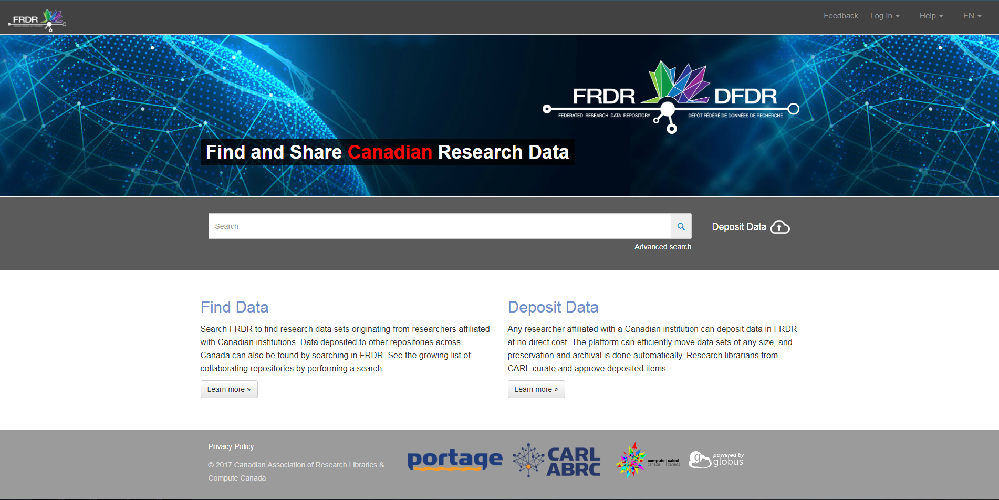 FRDR
Feedback
Log In
Help
EN
FRDR
DFDR
FEDERATED RESEARCH DATA REPOSITORY
DÉPÔT FÉDÉRÉ DE DONNÉES DE RECHERCHE
Find and Share Canadian Research Data
Search
Deposit Data
Advanced search
Find Data
Search FRDR to find research data sets originating from researchers affiliated
with Canadian institutions. Data deposited to other repositories across
Canada can also be found by searching in FRDR. See the growing list of
collaborating repositories by performing a search.
Learn more »
Deposit Data
Any researcher affiliated with a Canadian institution can deposit data in FRDR
at no direct cost. The platform can efficiently move data sets of any size, and
preservation and archival is done automatically. Research librarians from
CARL curate and approve deposited items.
Learn more »
Privacy Policy
© 2017 Canadian Association of Research Libraries &
Compute Canada
portage
CARL
ABRC
compute | calcul
canada | canada
g
powered by
globus